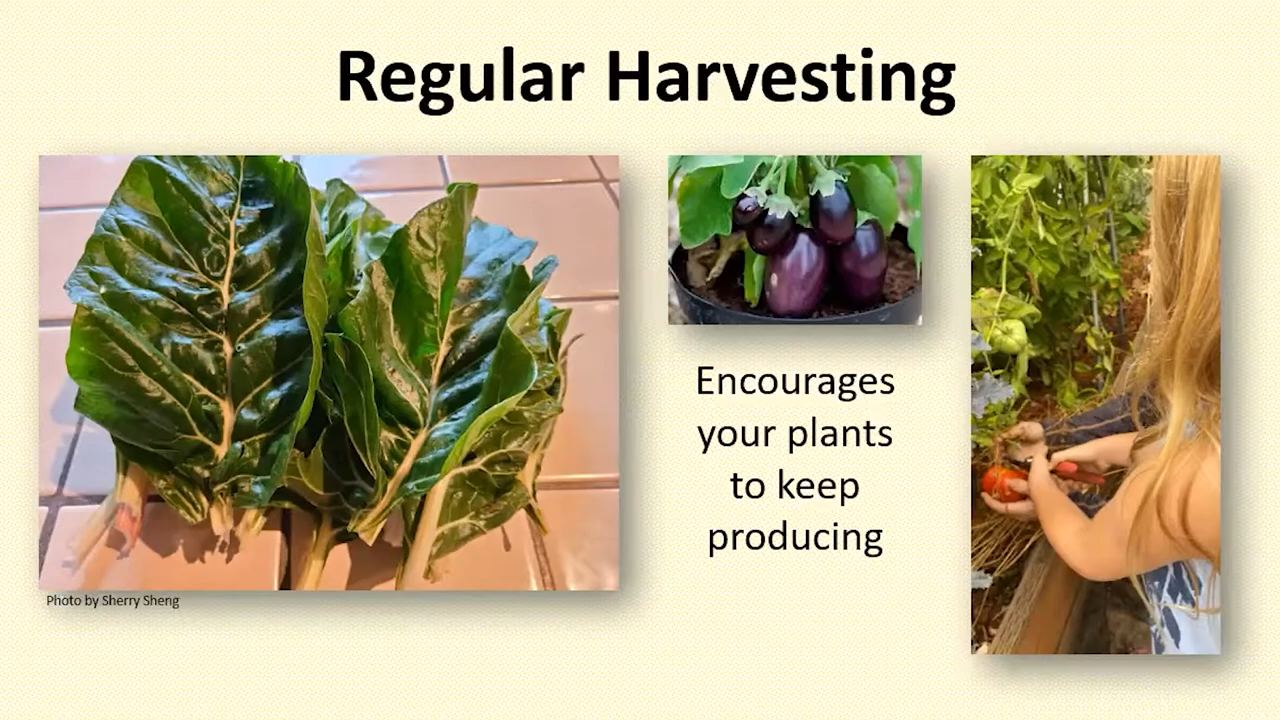 Regular Harvesting
Encourages
your plants
to keep
producing
Photo by Sherry Sheng